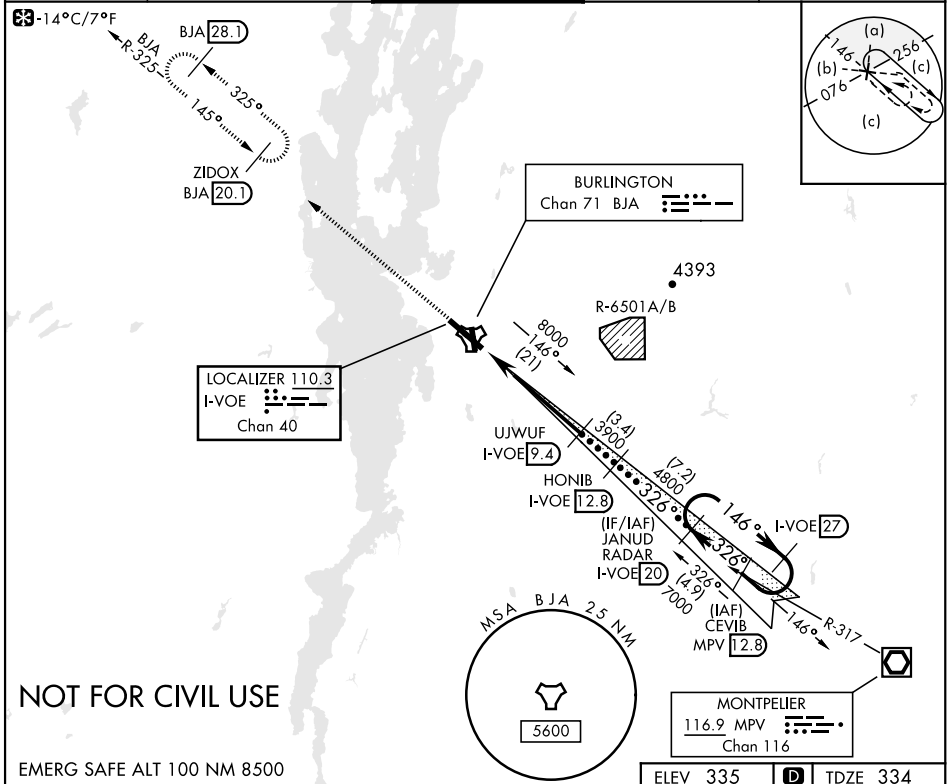 -14°C/7°F
BJA 28.1
BJA
R-325
325°
145°
ZIDOX
BJA 20.1
(a)
146
256
(b)
(c)
076
(c)
BURLINGTON
Chan 71 BJA
4393
R-6501A/B
8000
146°
(21)
LOCALIZER 110.3
I-VOE
Chan 40
UJWUF
I-VOE 9.4
(3.4)
3900
HONIB
I-VOE 12.8
(7.2)
4800
326°
(IF/IAF)
JANUD
RADAR
I-VOE 20
146°
326°
I-VOE 27
326°
(4.9)
7000
(IAF)
CEVIB
MPV 12.8
146°
R-317
MSA BJA 25 NM
5600
MONTPELIER
116.9 MPV
Chan 116
NOT FOR CIVIL USE
EMERG SAFE ALT 100 NM 8500
ELEV 335 D TDZE 334